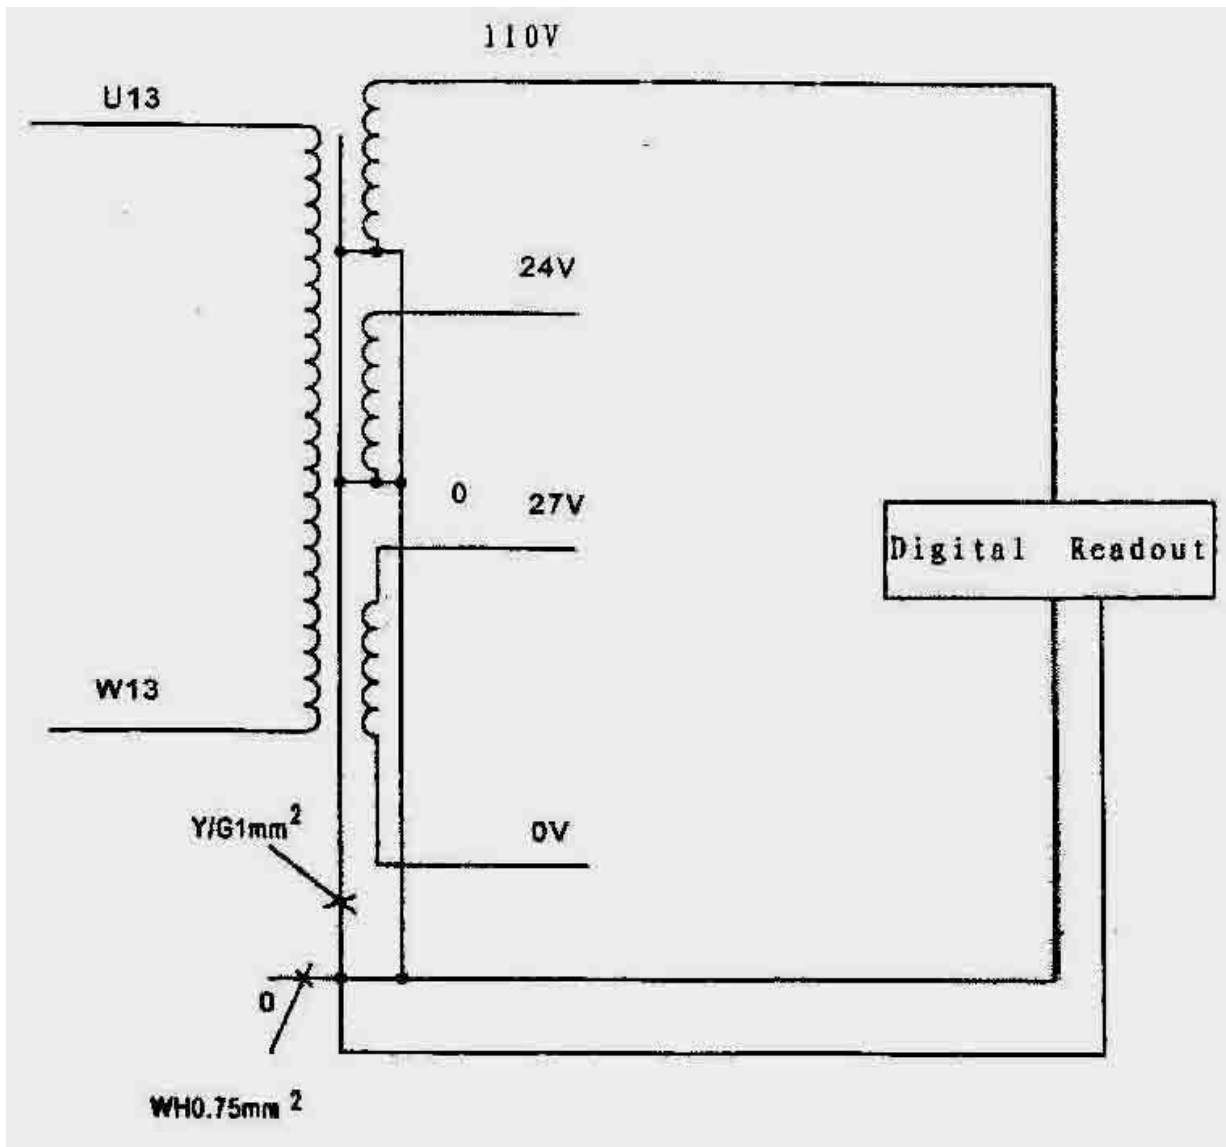 110V
U13
24V
0
27V
Digital Readout
W13
Y/G1mm²
0V
0
WH0.75mm²